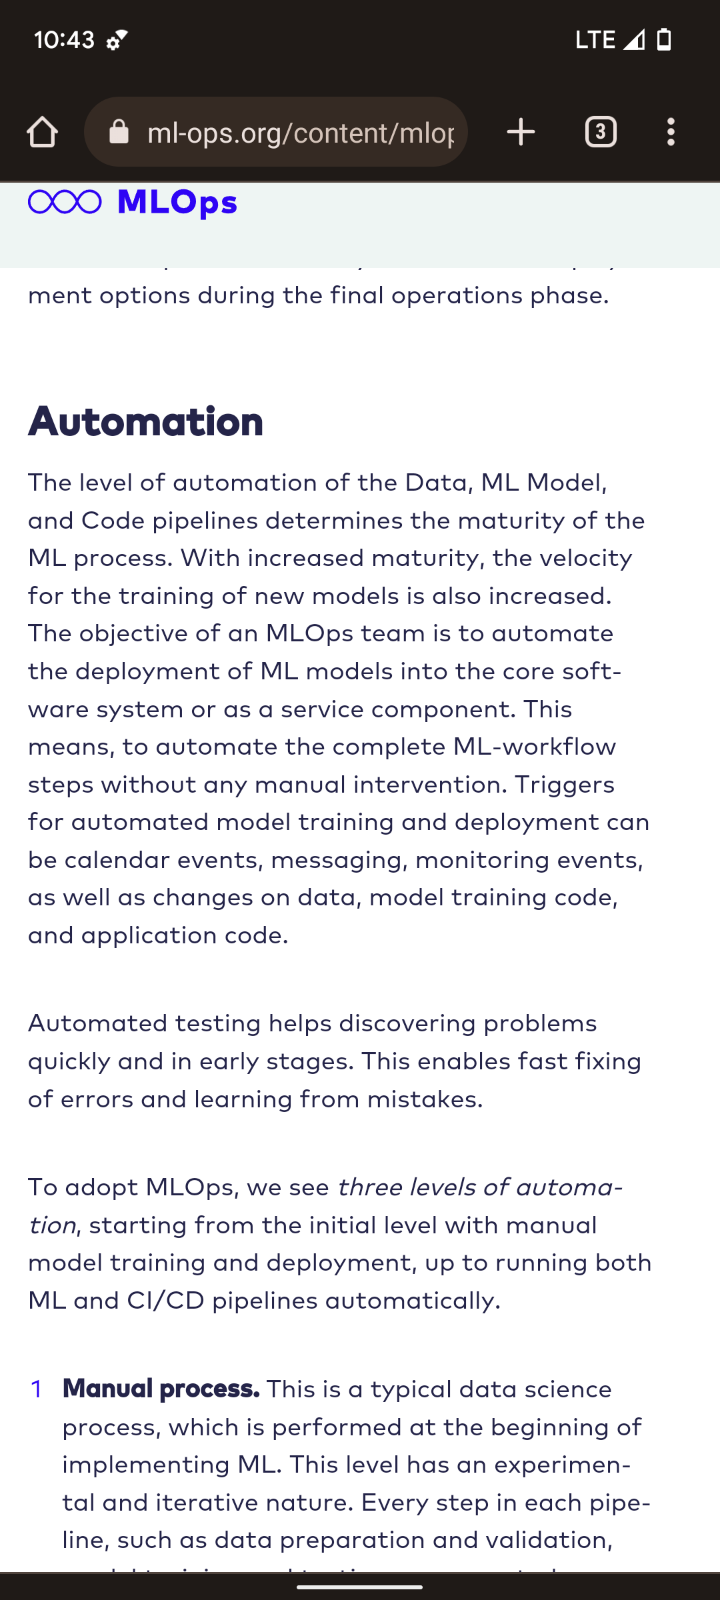 10:43
LTE
ml-ops.org/content/mlop
3
MLOps
ment options during the final operations phase.
Automation
The level of automation of the Data, ML Model,
and Code pipelines determines the maturity of the
ML process. With increased maturity, the velocity
for the training of new models is also increased.
The objective of an MLOps team is to automate
the deployment of ML models into the core soft-
ware system or as a service component. This
means, to automate the complete ML-workflow
steps without any manual intervention. Triggers
for automated model training and deployment can
be calendar events, messaging, monitoring events,
as well as changes on data, model training code,
and application code.
Automated testing helps discovering problems
quickly and in early stages. This enables fast fixing
of errors and learning from mistakes.
To adopt MLOps, we see three levels of automa-
tion, starting from the initial level with manual
model training and deployment, up to running both
ML and CI/CD pipelines automatically.
1 Manual process. This is a typical data science
process, which is performed at the beginning of
implementing ML. This level has an experimen-
tal and iterative nature. Every step in each pipe-
line, such as data preparation and validation,